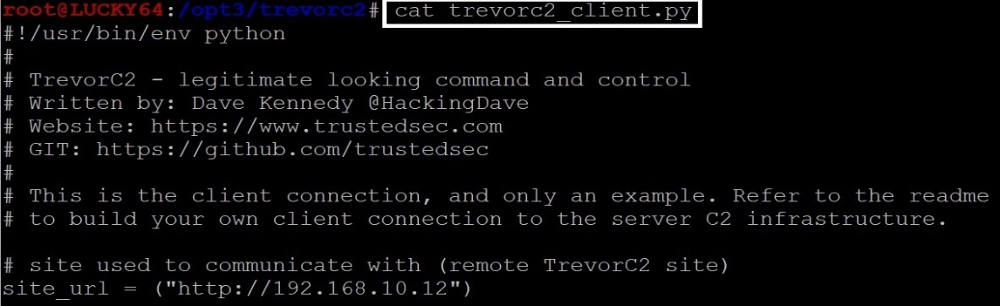 root@LUCKY64:/opt3/trevorc2# cat trevorc2_client.py
#!/usr/bin/env python
#
# TrevorC2 - legitimate looking command and control
# Written by: Dave Kennedy @HackingDave
# Website: https://www.trustedsec.com
# GIT: https://github.com/trustedsec
#
# This is the client connection, and only an example. Refer to the readme
# to build your own client connection to the server C2 infrastructure.

# site used to communicate with (remote TrevorC2 site)
site_url = ("http://192.168.10.12")